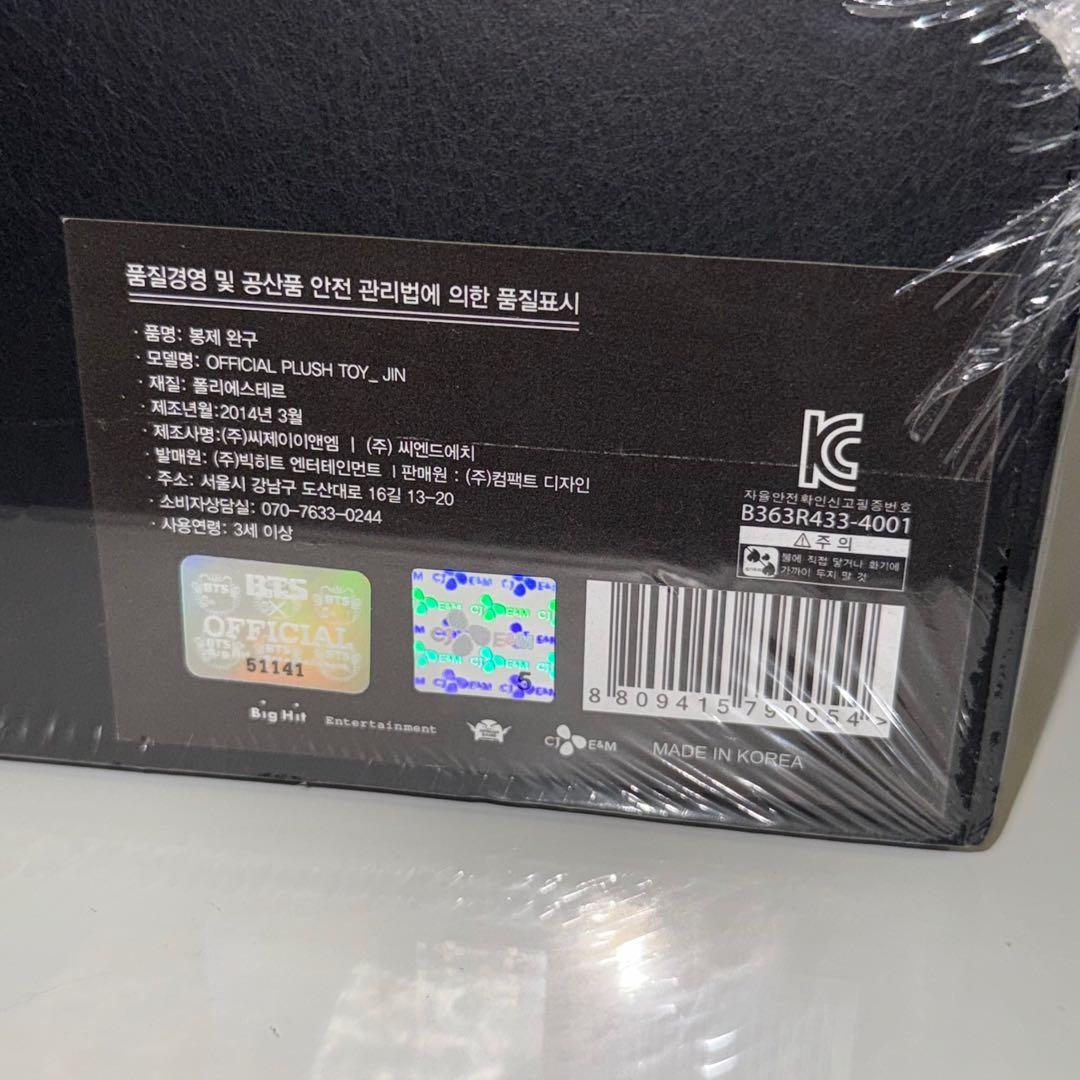 품질경영 및 공산품 안전 관리법에 의한 품질표시
· 품명: 봉제 완구
· 모델명: OFFICIAL PLUSH TOY_ JIN
· 재질: 폴리에스테르
· 제조년월:2014년 3월
· 제조사명:(주)씨제이이앤엠 | (주) 씨엔드에치
· 발매원: (주)빅히트 엔터테인먼트 | 판매원 : (주)컴팩트 디자인
· 주소: 서울시 강남구 도산대로 16길 13-20
· 소비자상담실: 070-7633-0244
· 사용연령: 3세 이상
자율안전확인신고필증번호
B363R433-4001
⚠주 의
불에 직접 닿거나 화기에
가까이 두지 말 것
BTS
×
OFFICIAL
51141
CJ E&M
5
8 809415 790054 >
BigHit Entertainment
CJ E&M
MADE IN KOREA